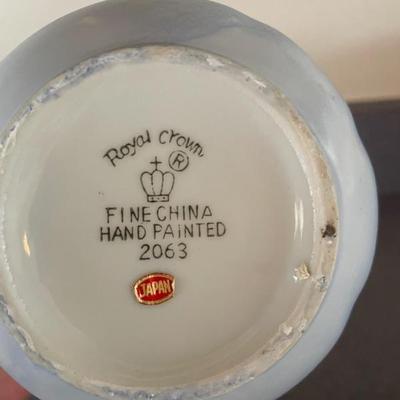 Royal Crown
®
FINE CHINA
HAND PAINTED
2063
JAPAN